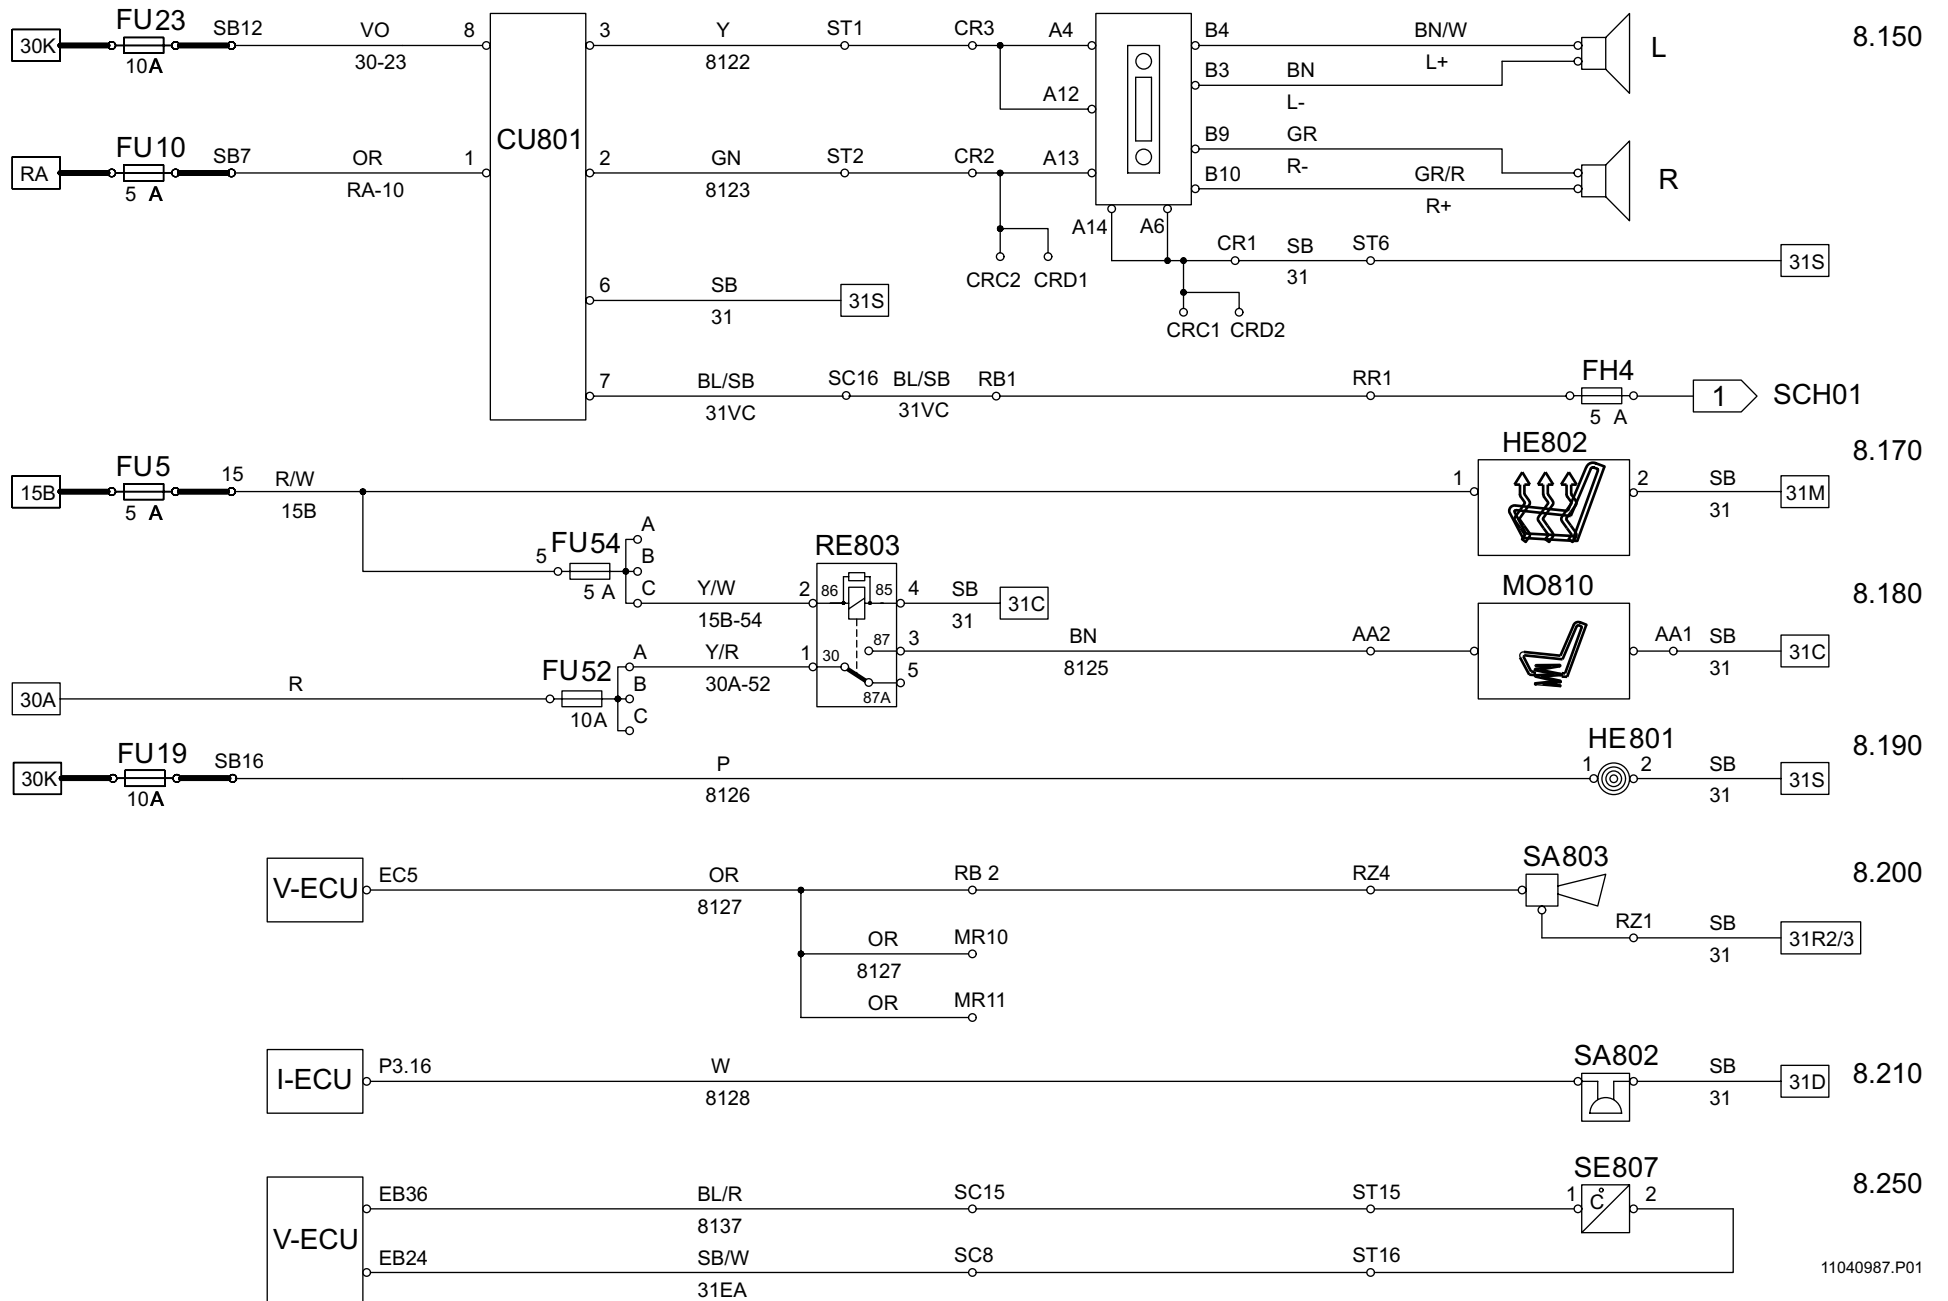 FU23 SB12 VO 8 3 Y ST1 CR3 A4 B4 BN/W L 8.150
30K 10A 30-23 8122 L+
B3 BN
A12 L-
CU801
FU10 SB7 OR 1 2 GN ST2 CR2 A13 B9 GR
RA 5 A RA-10 8123 R-
B10 GR/R R
R+
A14 A6
CR1 SB ST6 31S
CRC2 CRD1 31
6 SB 31S
31
CRC1 CRD2
7 BL/SB SC16 BL/SB RB1 RR1 FH4 1 SCH01
31VC 31VC 5 A
HE802 8.170
FU5 15 R/W 1 2 SB
15B 5 A 15B 31 31M
FU54 A RE803
5 B
5 A C Y/W 2 86 85 4 SB 31C MO810 8.180
15B-54 31
87 3 BN AA2 AA1 SB 31C
FU52 A Y/R 1 30 8125 31
30A R B 30A-52 5
10A C 87A
HE801 8.190
FU19 SB16 P 1 2 SB
30K 10A 8126 31 31S
SA803 8.200
V-ECU EC5 OR RB 2 RZ4
8127
RZ1 SB 31R2/3
OR MR10 31
8127
OR MR11
SA802 8.210
I-ECU P3.16 W SB 31D
8128 31
SE807 8.250
V-ECU EB36 BL/R SC15 ST15 1 C° 2
8137
EB24 SB/W SC8 ST16
31EA
11040987.P01